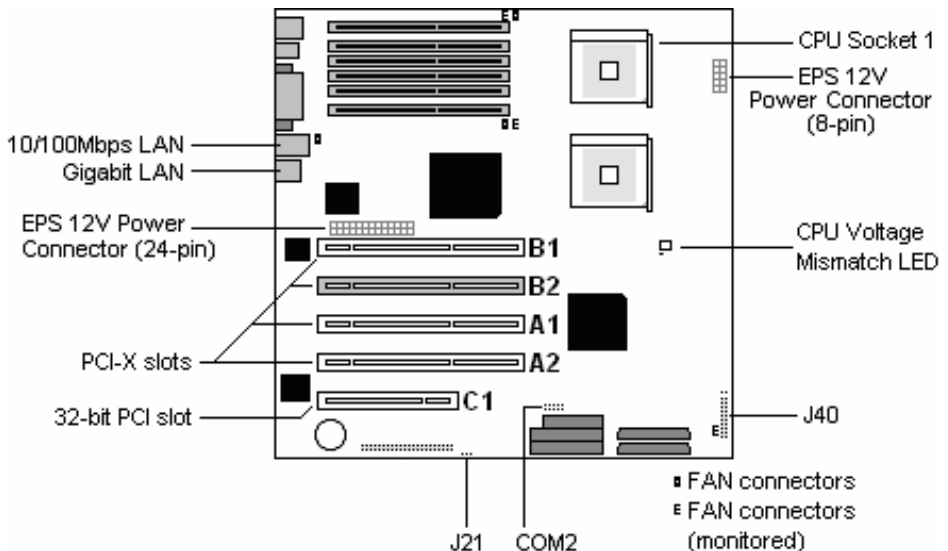 E
CPU Socket 1
EPS 12V
Power Connector
(8-pin)
E
10/100Mbps LAN
Gigabit LAN
EPS 12V Power
Connector (24-pin)
CPU Voltage
Mismatch LED
B1
B2
A1
A2
C1
PCI-X slots
32-bit PCI slot
J40
E
FAN connectors
E FAN connectors
(monitored)
J21
COM2